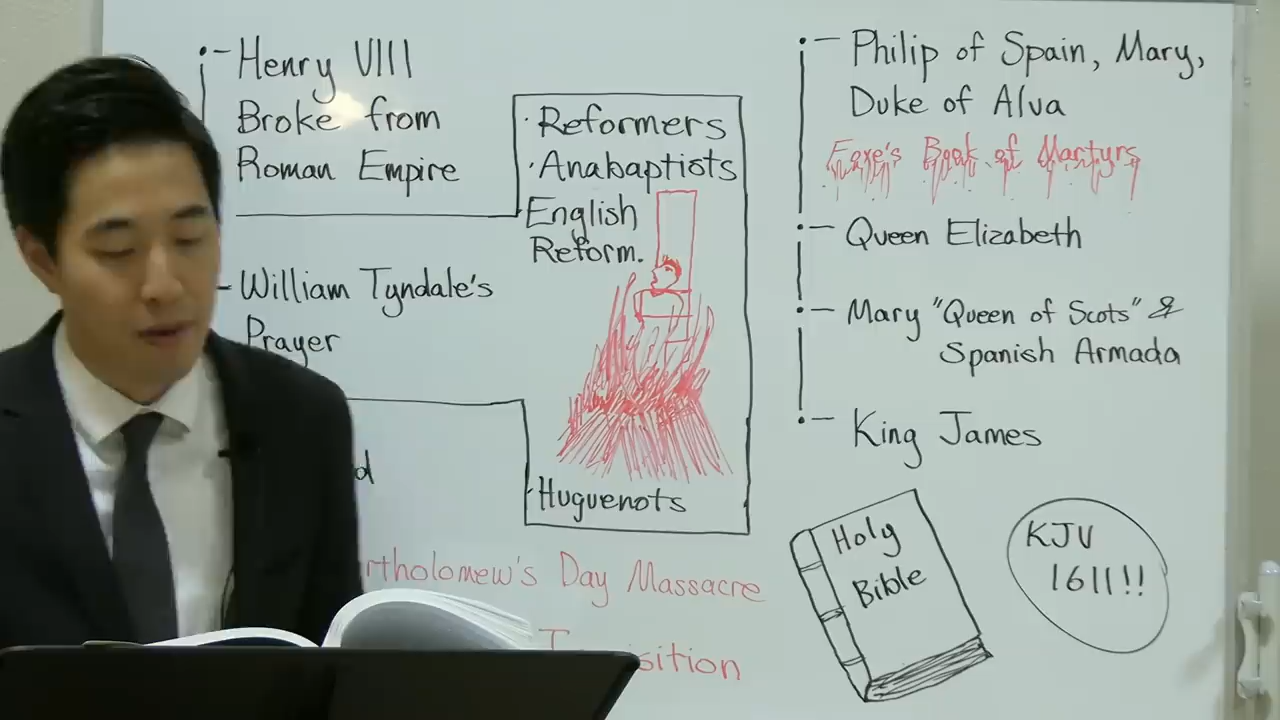 Henry VIII
Broke from
Roman Empire
William Tyndale's
Prayer
Reformers
Anabaptists
English
Reform.
Huguenots
rtholomew's Day Massacre
isition
Philip of Spain, Mary,
Duke of Alva
Foxe's Book of Martyrs
Queen Elizabeth
Mary "Queen of Scots" &
Spanish Armada
King James
Holy
Bible
KJV
1611!!